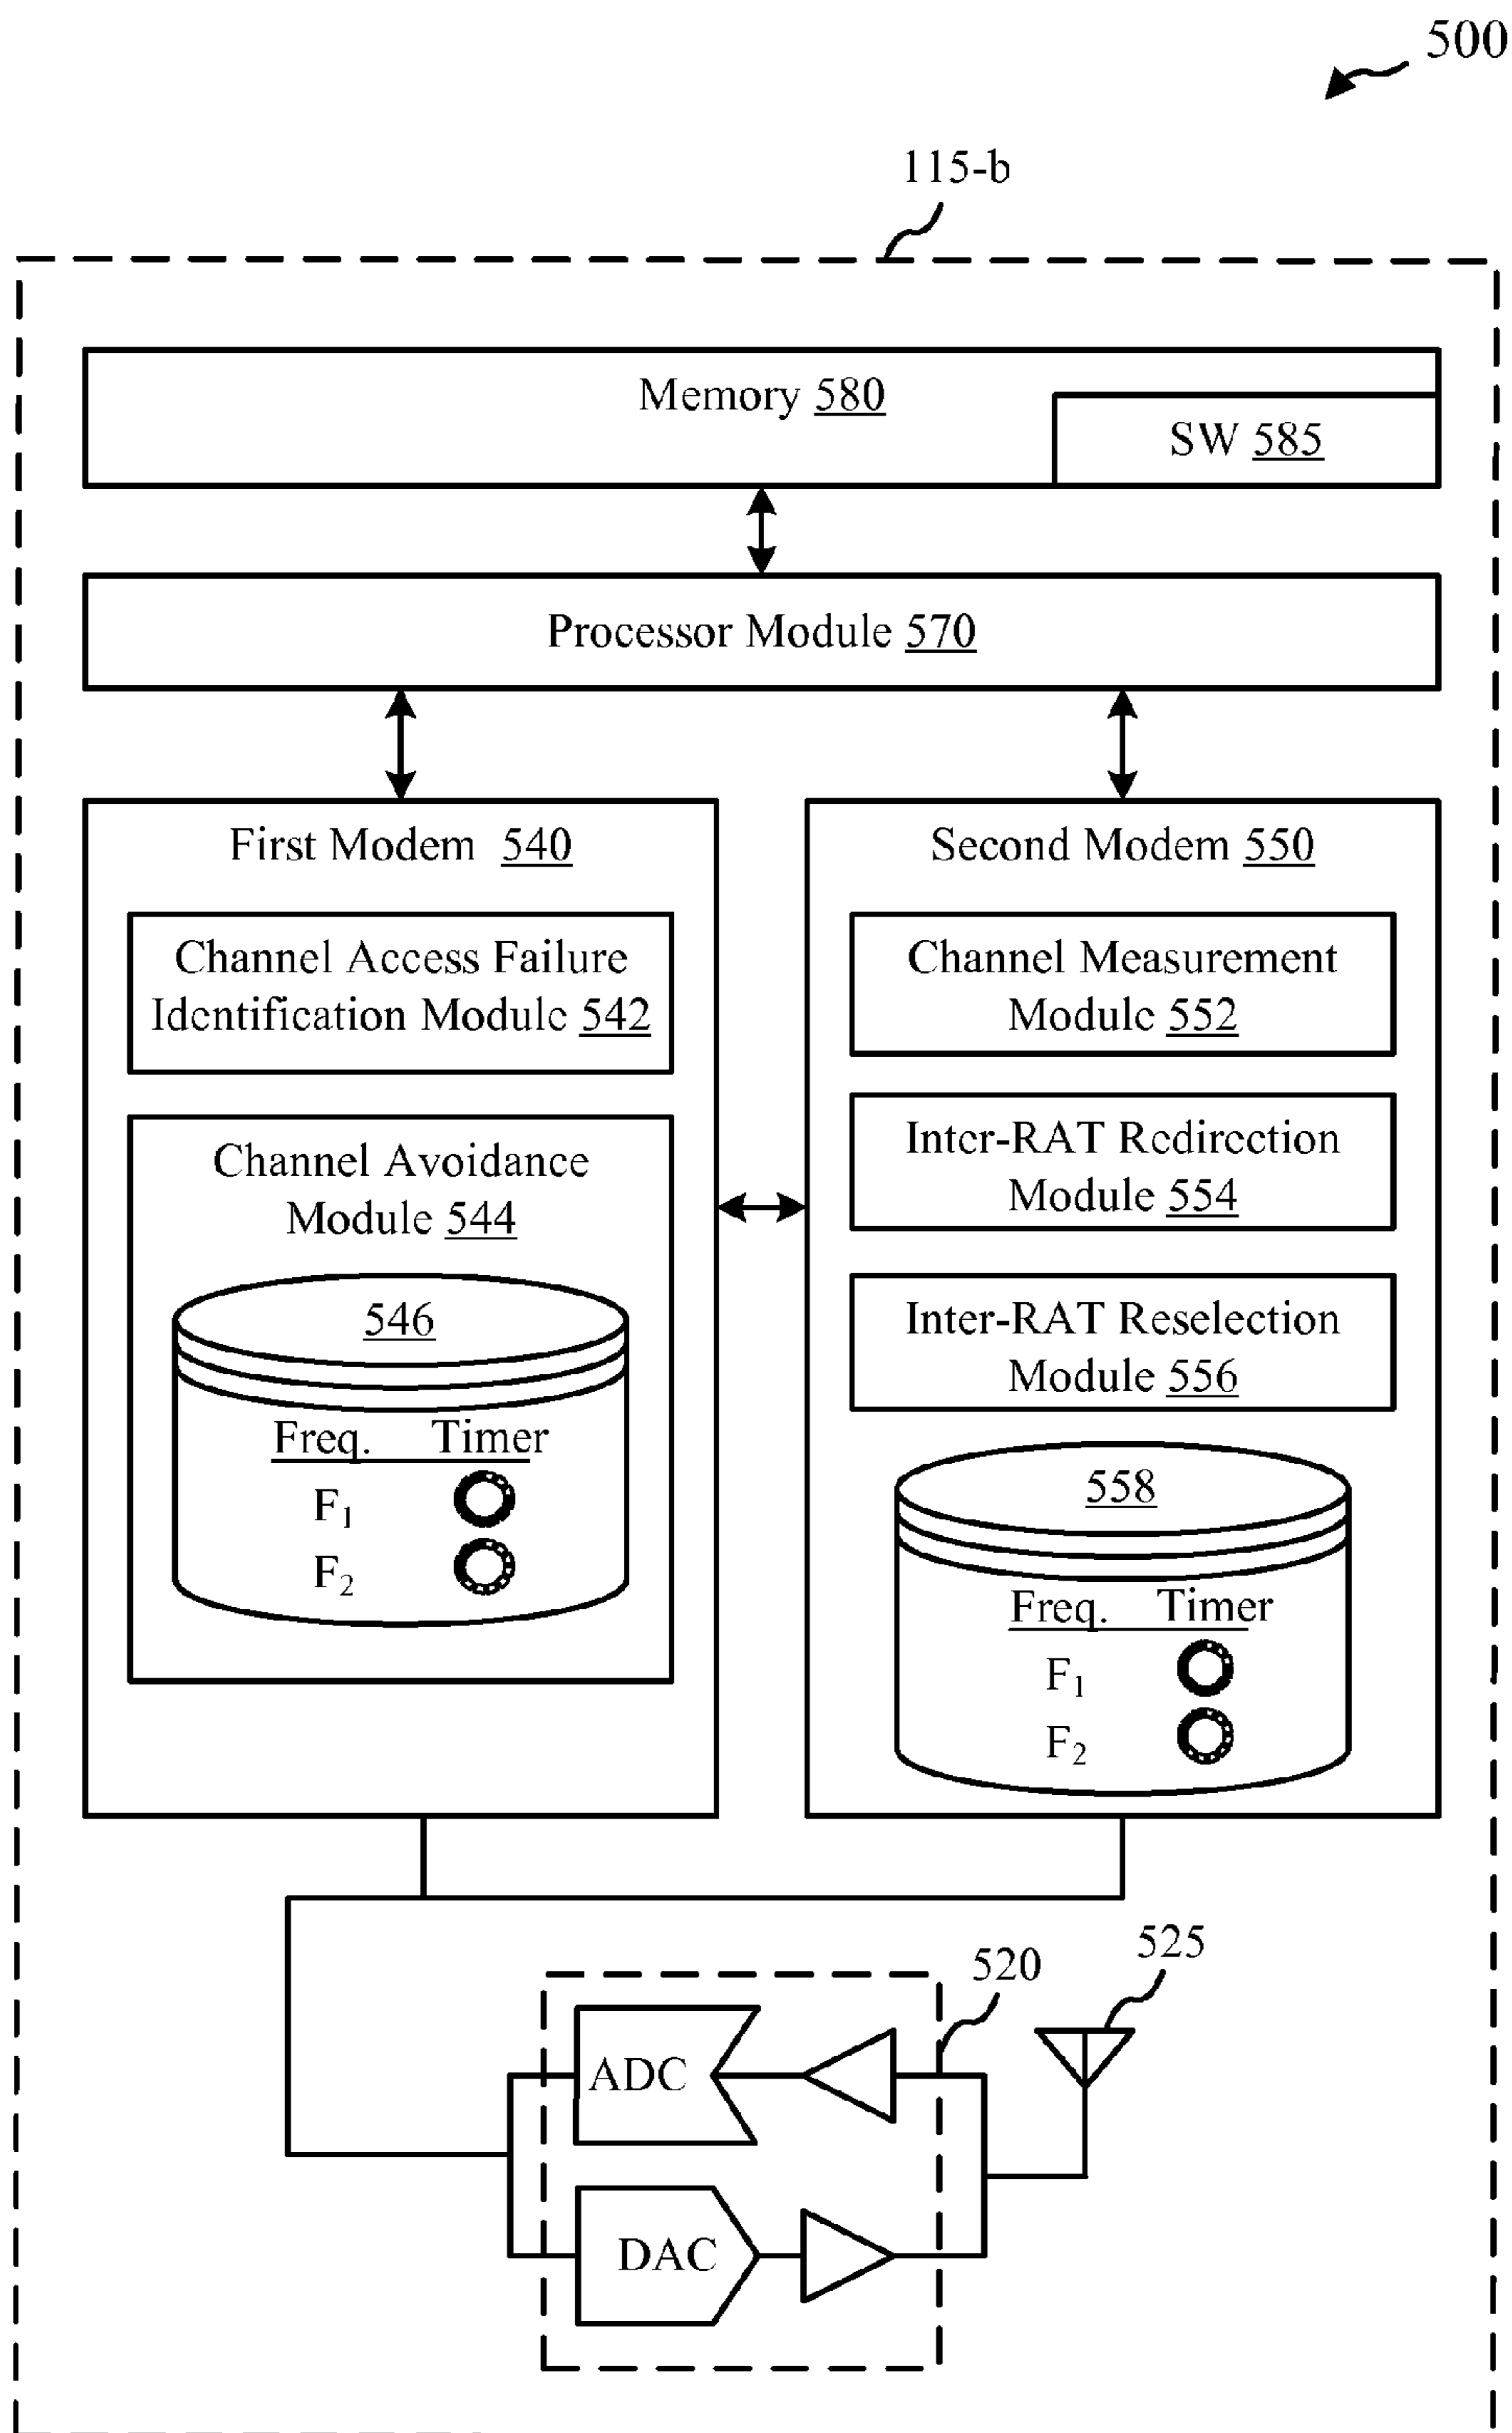 500
115-b
Memory 580
SW 585
Processor Module 570
First Modem 540
Channel Access Failure
Identification Module 542
Channel Avoidance
Module 544
546
Freq. Timer
F₁
F₂
Second Modem 550
Channel Measurement
Module 552
Inter-RAT Redirection
Module 554
Inter-RAT Reselection
Module 556
558
Freq. Timer
F₁
F₂
520
525
ADC
DAC